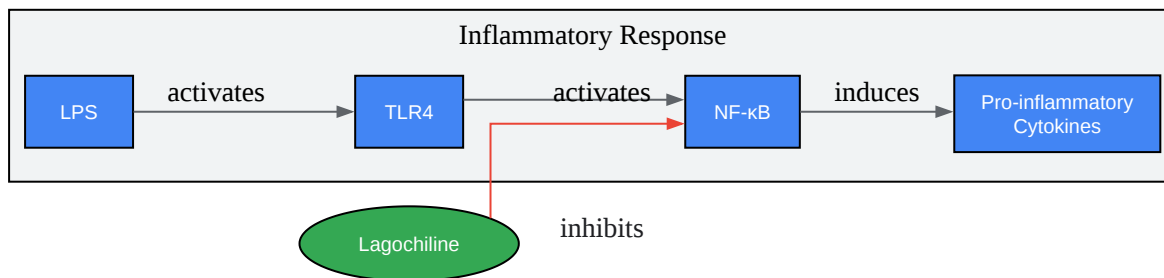 Inflammatory Response
LPS
activates
TLR4
activates
NF-κB
induces
Pro-inflammatory
Cytokines
Lagochiline
inhibits